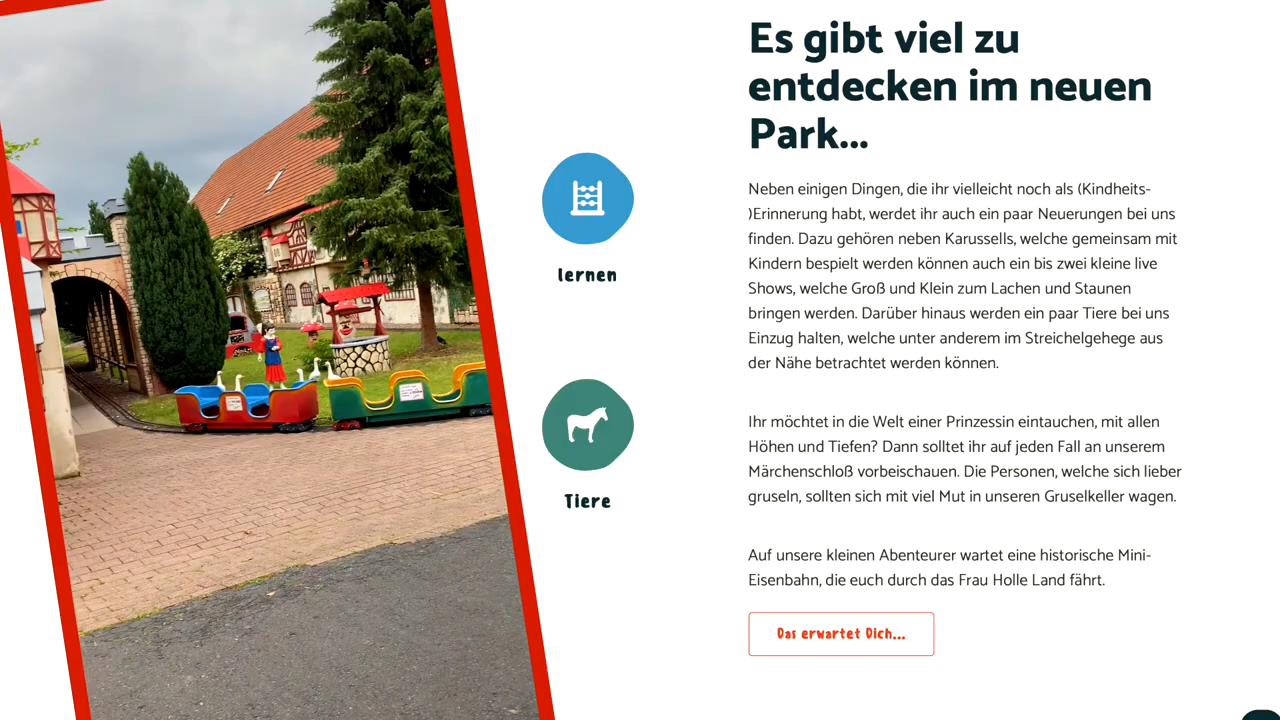 Es gibt viel zu
entdecken im neuen
Park...
Neben einigen Dingen, die ihr vielleicht noch als (Kindheits-
)Erinnerung habt, werdet ihr auch ein paar Neuerungen bei uns
finden. Dazu gehören neben Karussells, welche gemeinsam mit
Kindern bespielt werden können auch ein bis zwei kleine live
Shows, welche Groß und Klein zum Lachen und Staunen
bringen werden. Darüber hinaus werden ein paar Tiere bei uns
Einzug halten, welche unter anderem im Streichelgehege aus
der Nähe betrachtet werden können.
Ihr möchtet in die Welt einer Prinzessin eintauchen, mit allen
Höhen und Tiefen? Dann solltet ihr auf jeden Fall an unserem
Märchenschloß vorbeischauen. Die Personen, welche sich lieber
gruseln, sollten sich mit viel Mut in unseren Gruselkeller wagen.
Auf unsere kleinen Abenteurer wartet eine historische Mini-
Eisenbahn, die euch durch das Frau Holle Land fährt.
Das erwartet Dich...
lernen
Tiere